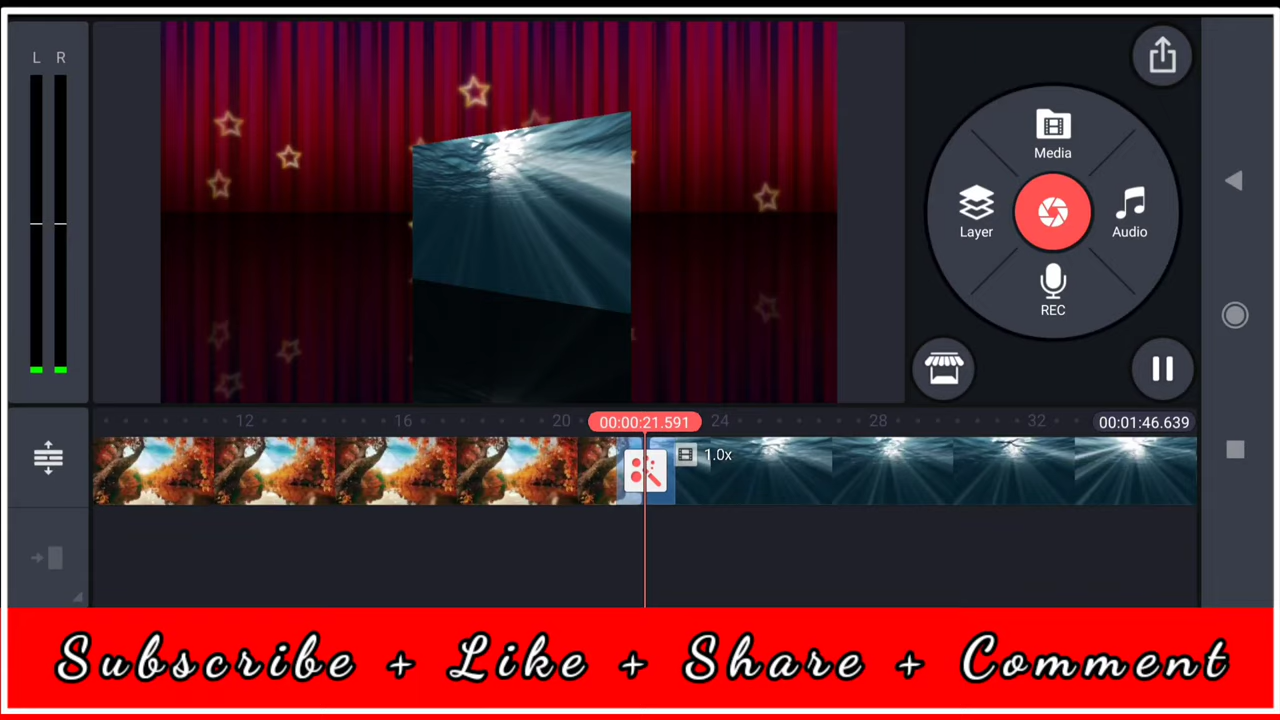 L R
Media
Layer
Audio
REC
12 16 20 00:00:21.591 24 28 32 00:01:46.639
1.0x
Subscribe + Like + Share + Comment